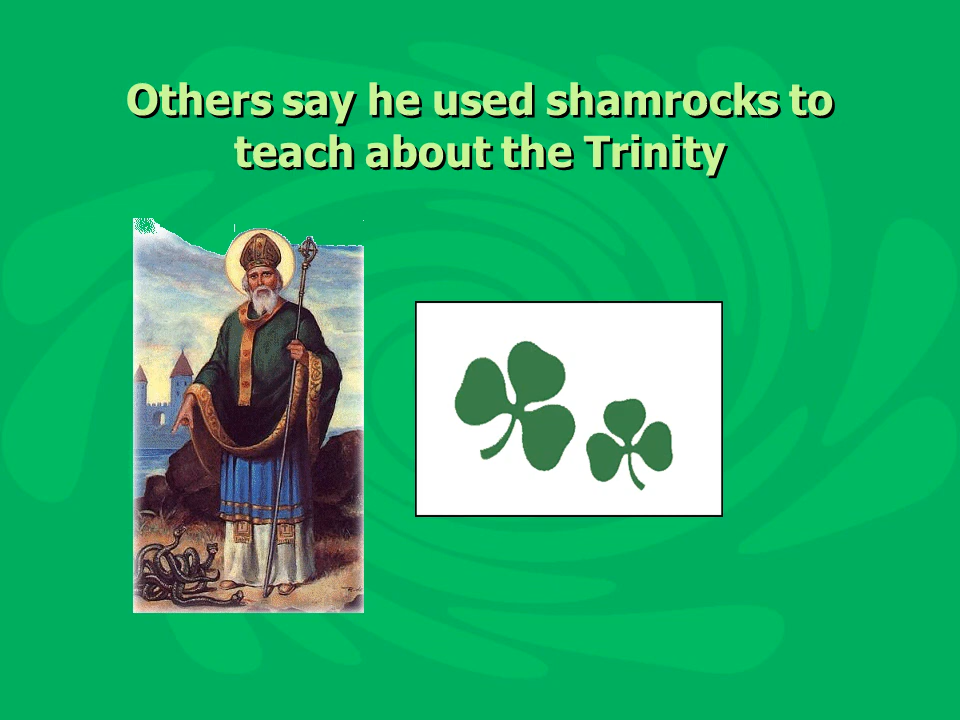 Others say he used shamrocks to
teach about the Trinity